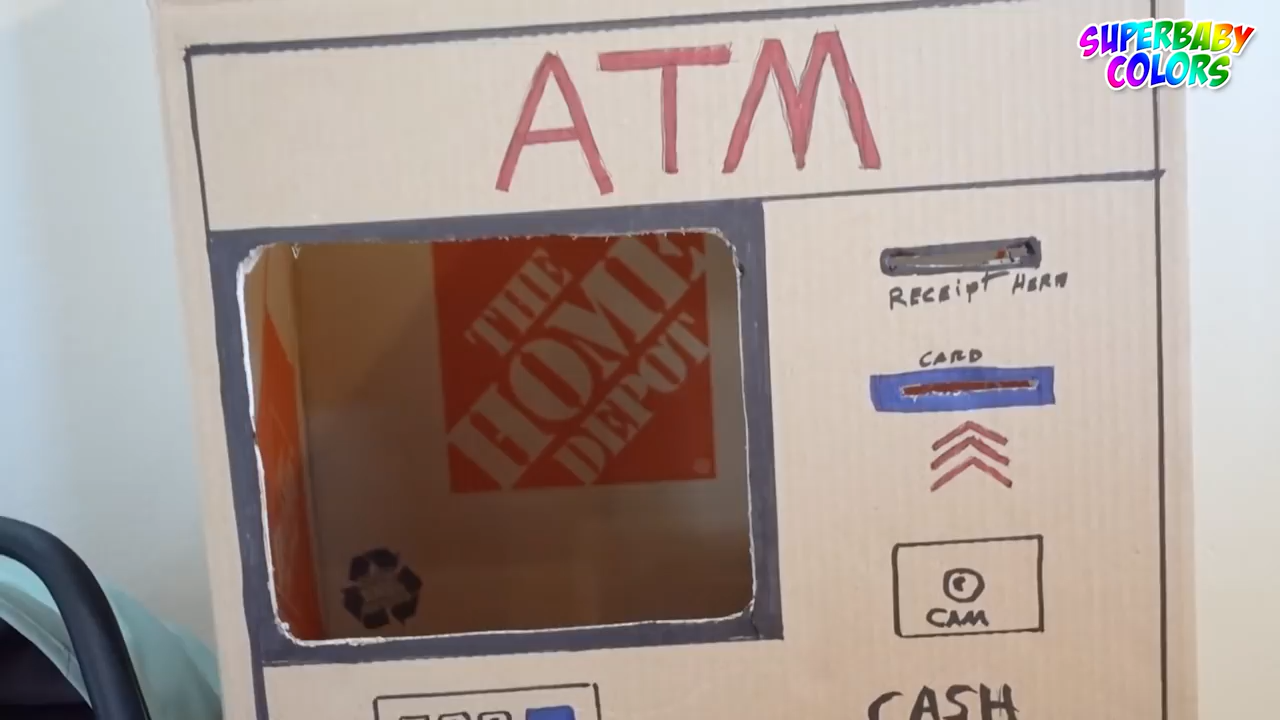 SUPERBABY
COLORS
ATM
THE
HOME
DEPOT
RECEIPT HERE
CARD
CAM
CASH